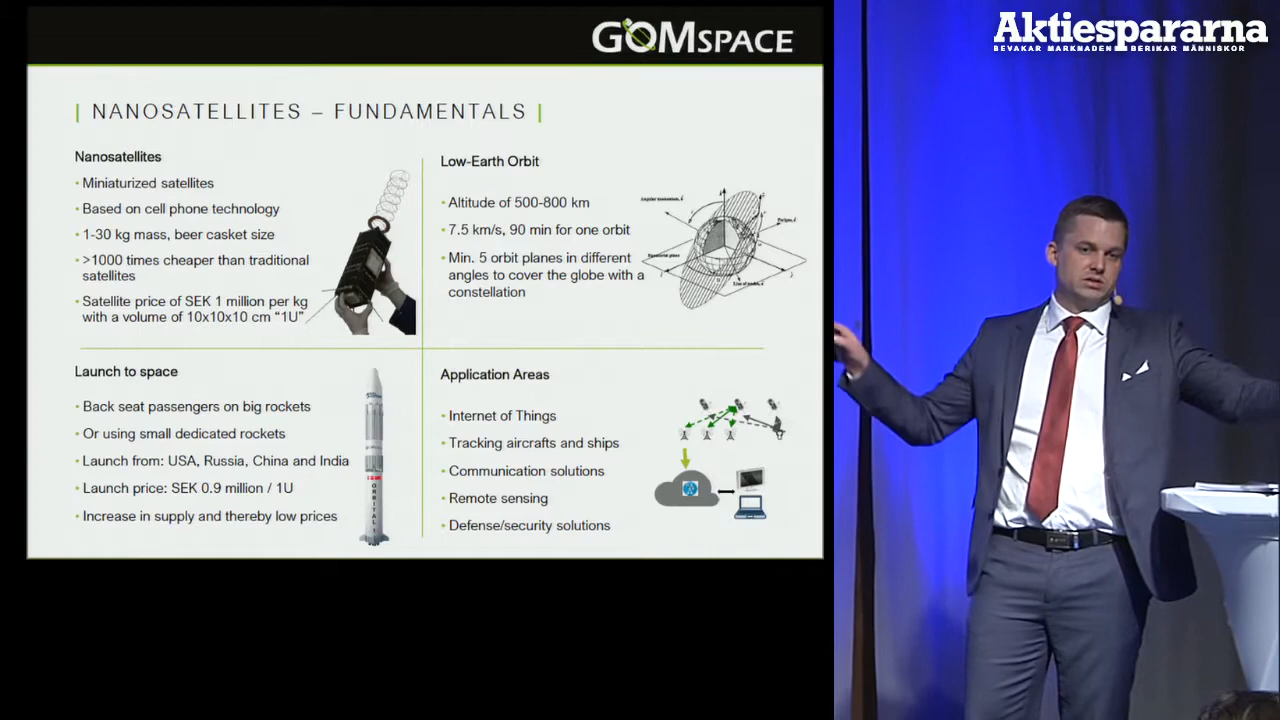 GOMSPACE
Aktiespararna
BEVAKAR MARKNADEN BERIKAR MÄNNISKOR
| NANOSATELLITES – FUNDAMENTALS |
Nanosatellites
• Miniaturized satellites
• Based on cell phone technology
• 1-30 kg mass, beer casket size
• >1000 times cheaper than traditional
satellites
• Satellite price of SEK 1 million per kg
with a volume of 10x10x10 cm “1U”
Low-Earth Orbit
• Altitude of 500-800 km
• 7.5 km/s, 90 min for one orbit
• Min. 5 orbit planes in different
angles to cover the globe with a
constellation
Launch to space
• Back seat passengers on big rockets
• Or using small dedicated rockets
• Launch from: USA, Russia, China and India
• Launch price: SEK 0.9 million / 1U
• Increase in supply and thereby low prices
ORBITAL
Application Areas
• Internet of Things
• Tracking aircrafts and ships
• Communication solutions
• Remote sensing
• Defense/security solutions